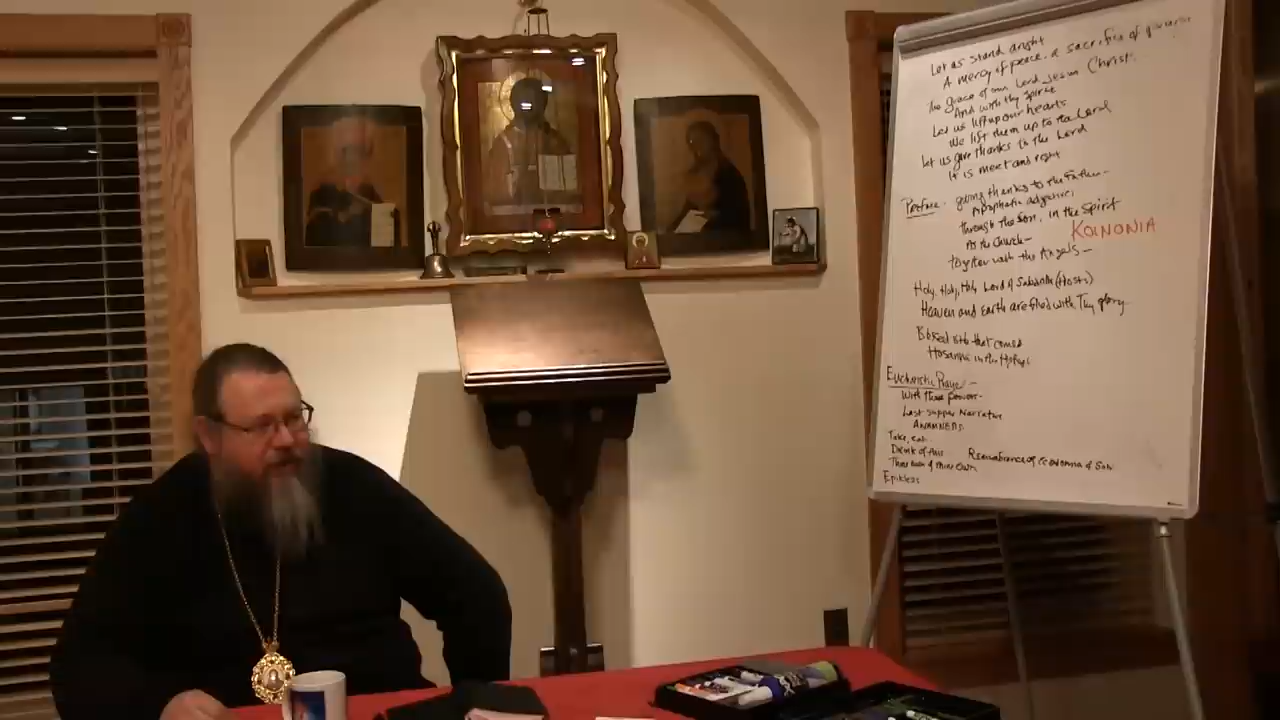 Let us stand aright
A mercy of peace, a sacrifice of
The grace of our Lord Jesus Christ.
And with thy spirit
Let us lift up our hearts
We lift them up to the Lord
Let us give thanks to the Lord
It is meet and right
Preface - giving thanks to the Father -
Apophatic adjectives
through the Son, in the Spirit
As the Church - KOINONIA
together with the Angels -
Holy, Holy, Holy Lord of Sabaoth (Hosts)
Heaven and Earth are filled with Thy glory
Blessed is he that comes
Hosanna in the Highest
Eucharistic Prayer -
With these powers -
Last Supper Narrative
ANAMNESIS
Take, eat.
Drink of this Remembrance of Economia of Son
Thine own of Thine Own
Epiklesis